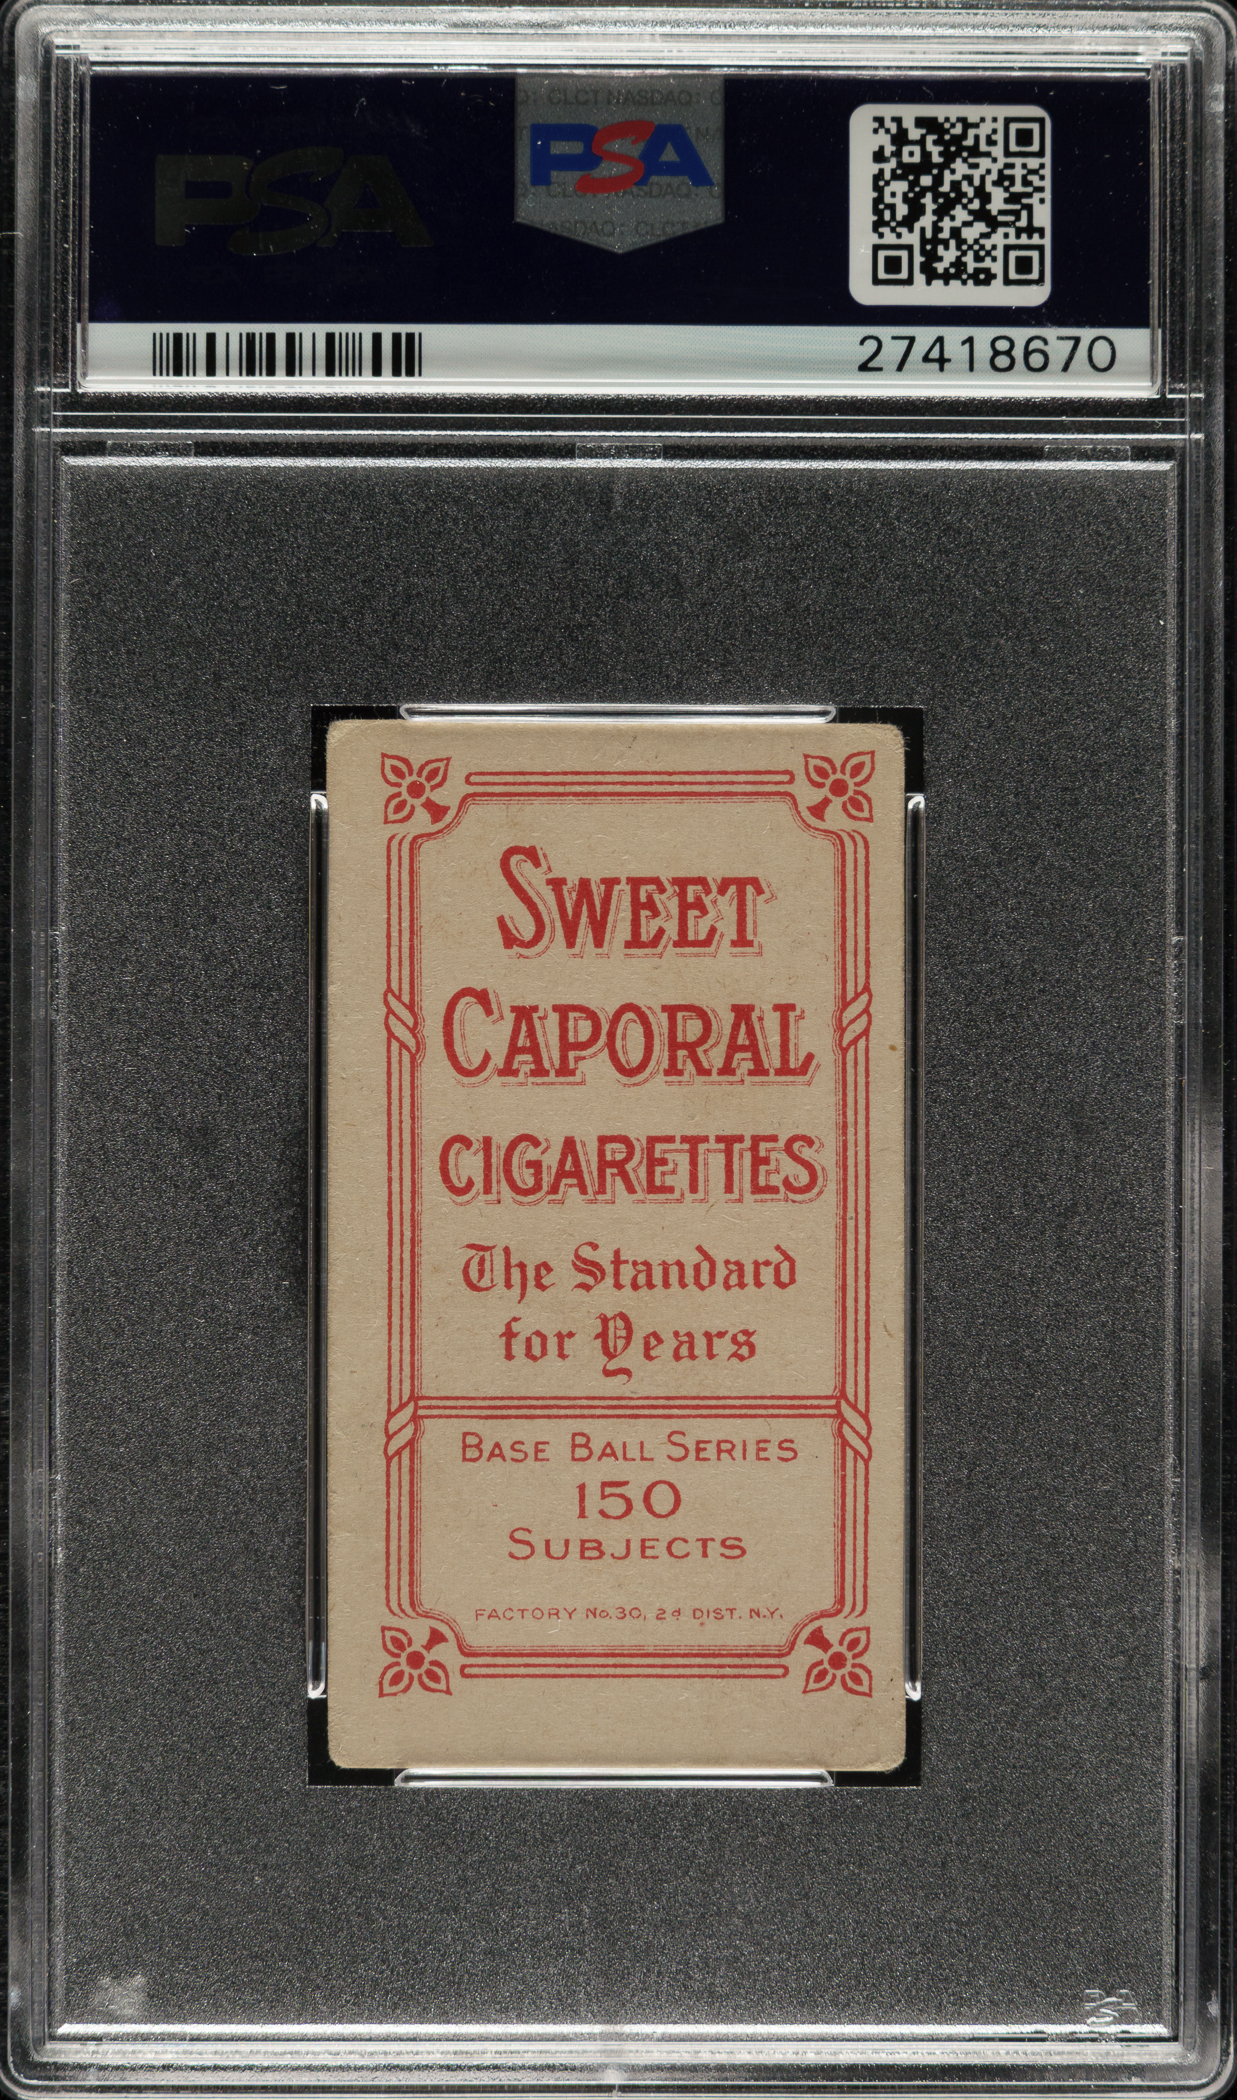 PSA
PSA
27418670
SWEET
CAPORAL
CIGARETTES
The Standard
for Years
BASE BALL SERIES
150
SUBJECTS
FACTORY No.30, 2d DIST. N.Y.